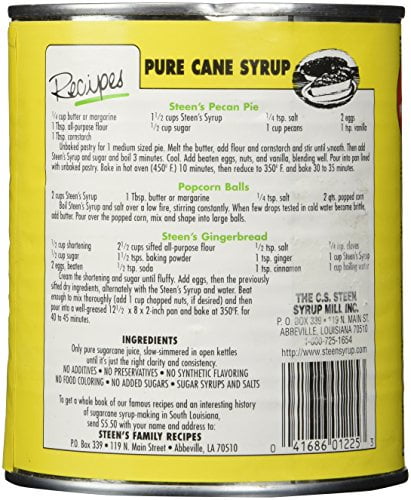 Recipes
PURE CANE SYRUP
Steen's Pecan Pie
1/4 cup butter or margarine 1 1/2 cups Steen's Syrup 1/4 tsp. salt 2 eggs
1 Tbsp. all-purpose flour 1/2 cup sugar 1 cup pecans 1 tsp. vanilla
1 Tbsp. cornstarch
Unbaked pastry for 1 medium sized pie. Melt the butter, add flour and cornstarch and stir until smooth. Then add
Steen's Syrup and sugar and boil 3 minutes. Cool. Add beaten eggs, nuts, and vanilla, blending well. Pour into pan lined
with unbaked pastry. Bake in hot oven (450°F.) 10 minutes, then reduce to 350°F. and bake 30 to 35 minutes.
Popcorn Balls
2 cups Steen's Syrup 1 Tbsp. butter or margarine 1/4 tsp. salt 2 qts. popped corn
Boil Steen's Syrup and salt over a low fire, stirring constantly. When few drops tested in cold water become brittle,
add butter. Pour over the popped corn, mix and shape into large balls.
Steen's Gingerbread
1/2 cup shortening 2 1/2 cups sifted all-purpose flour 1/2 tsp. salt 1/4 tsp. cloves
1/2 cup sugar 1 1/2 tsps. baking powder 1 tsp. ginger 1 cup Steen's Syrup
2 eggs, beaten 1/2 tsp. soda 1 tsp. cinnamon 1 cup boiling water
Cream the shortening and sugar until fluffy. Add eggs, then the previously
sifted dry ingredients, alternately with the Steen's Syrup and water. Beat
enough to mix thoroughly (add 1 cup chopped nuts, if desired) and then
pour into a well-greased 12 1/2 x 8 x 2-inch pan and bake at 350°F. for
40 to 45 minutes.
INGREDIENTS
Only pure sugarcane juice, slow-simmered in open kettles
until it's just the right clarity and consistency.
NO ADDITIVES • NO PRESERVATIVES • NO SYNTHETIC FLAVORING
NO FOOD COLORING • NO ADDED SUGARS • SUGAR SYRUPS AND SALTS
To get a whole book of our famous recipes and an interesting history
of sugarcane syrup-making in South Louisiana,
send $5.50 with your name and address to:
STEEN'S FAMILY RECIPES
P.O. Box 339 • 119 N. Main Street • Abbeville, LA 70510
THE C.S. STEEN
SYRUP MILL INC.
P. O. BOX 339 • 119 N. MAIN ST.
ABBEVILLE, LOUISIANA 70510
1-800-725-1654
http://www.steensyrup.com
0 41686 01225 3